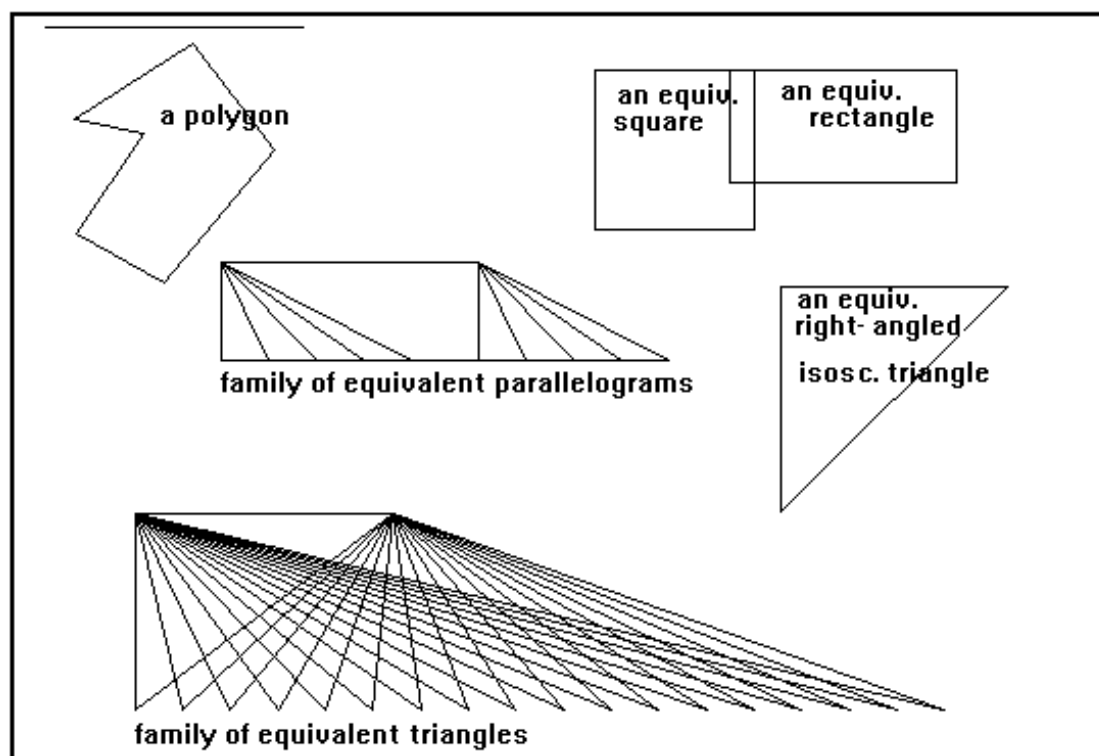 a polygon
an equiv.
square
an equiv.
rectangle
family of equivalent parallelograms
an equiv.
right- angled
isosc. triangle
family of equivalent triangles